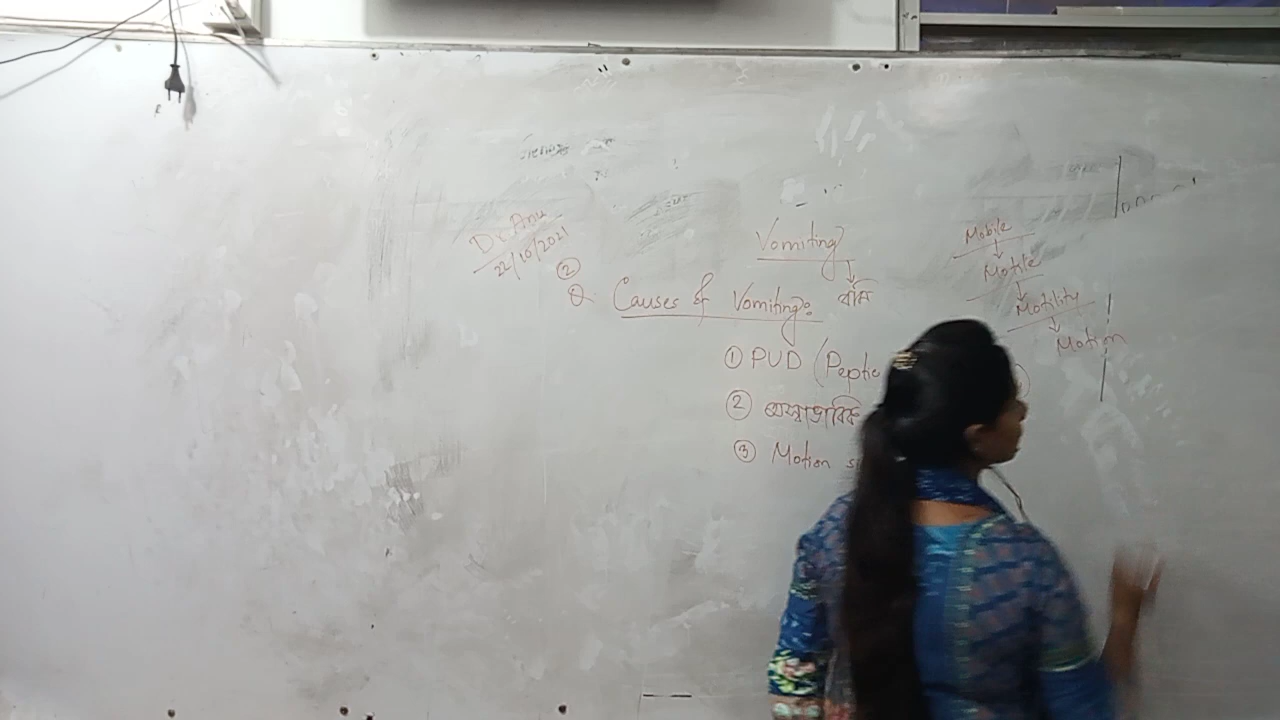 Dr. Anu
22/10/2021
Vomiting
বমি
②
Q. Causes of Vomiting:
① PUD (Peptic
②
③ Motion
Mobile
Motile
Motility
Motion